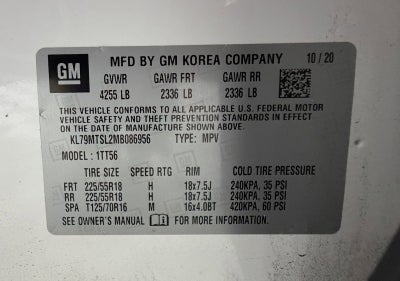 GM
MFD BY GM KOREA COMPANY 10/20
GVWR GAWR FRT GAWR RR
4255 LB 2336 LB 2336 LB
THIS VEHICLE CONFORMS TO ALL APPLICABLE U.S. FEDERAL MOTOR
VEHICLE SAFETY AND THEFT PREVENTION STANDARDS IN EFFECT
ON THE DATE OF MANUFACTURE SHOWN ABOVE.
KL79MTSL2MB086956 TYPE: MPV
MODEL : 1TT56
TIRE SIZE SPEED RTG RIM COLD TIRE PRESSURE
FRT 225/55R18 H 18x7.5J 240KPA, 35 PSI
RR 225/55R18 H 18x7.5J 240KPA, 35 PSI
SPA T125/70R16 M 16x4.0BT 420KPA, 60 PSI
SEE OWNER'S MANUAL FOR MORE INFORMATION.